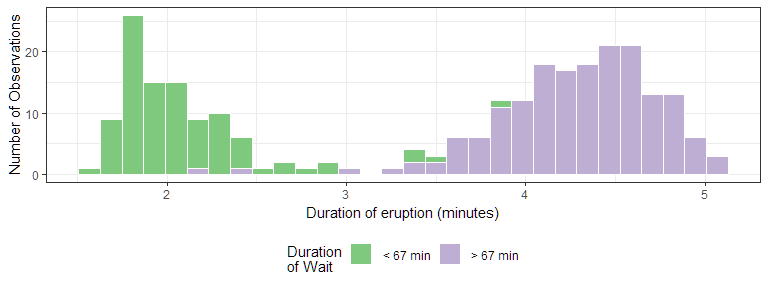 Number of Observations
20
10
0
2
3
4
5
Duration of eruption (minutes)
Duration
of Wait
< 67 min
> 67 min